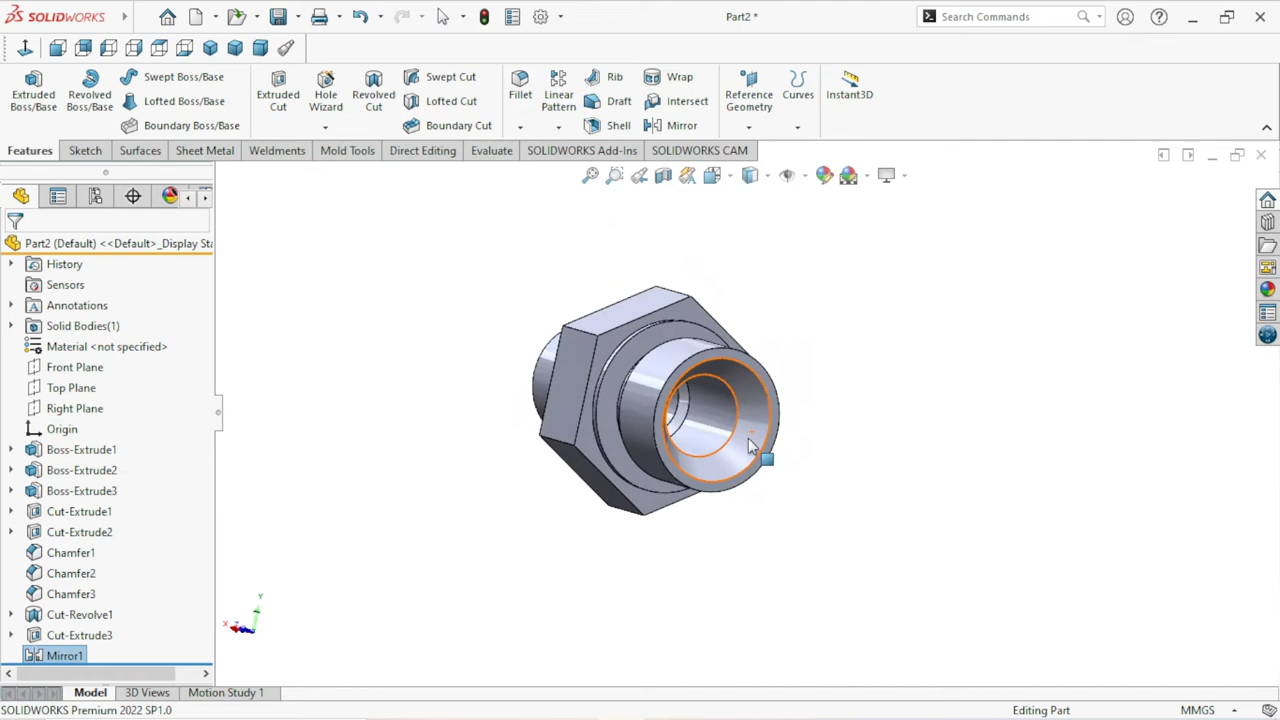 SOLIDWORKS
Part2 *
Search Commands
Extruded Boss/Base
Revolved Boss/Base
Swept Boss/Base
Lofted Boss/Base
Boundary Boss/Base
Extruded Cut
Hole Wizard
Revolved Cut
Swept Cut
Lofted Cut
Boundary Cut
Fillet
Linear Pattern
Rib
Draft
Shell
Wrap
Intersect
Mirror
Reference Geometry
Curves
Instant3D
Features
Sketch
Surfaces
Sheet Metal
Weldments
Mold Tools
Direct Editing
Evaluate
SOLIDWORKS Add-Ins
SOLIDWORKS CAM
Part2 (Default) <<Default>_Display Sta
History
Sensors
Annotations
Solid Bodies(1)
Material <not specified>
Front Plane
Top Plane
Right Plane
Origin
Boss-Extrude1
Boss-Extrude2
Boss-Extrude3
Cut-Extrude1
Cut-Extrude2
Chamfer1
Chamfer2
Chamfer3
Cut-Revolve1
Cut-Extrude3
Mirror1
Y
X
Z
Model
3D Views
Motion Study 1
SOLIDWORKS Premium 2022 SP1.0
Editing Part
MMGS